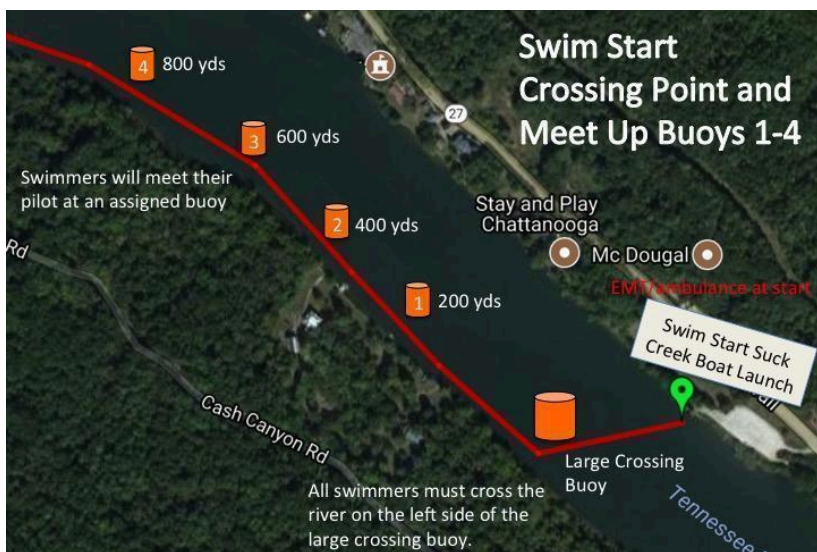 Swim Start
Crossing Point and
Meet Up Buoys 1-4
4
800 yds
3
600 yds
27
Swimmers will meet their
pilot at an assigned buoy
2
400 yds
Stay and Play
Chattanooga
Mc Dougal
Rd
1
200 yds
EMT/ambulance at start
Swim Start Suck
Creek Boat Launch
Cash Canyon Rd
Large Crossing
Buoy
All swimmers must cross the
river on the left side of the
large crossing buoy.
Tennessee